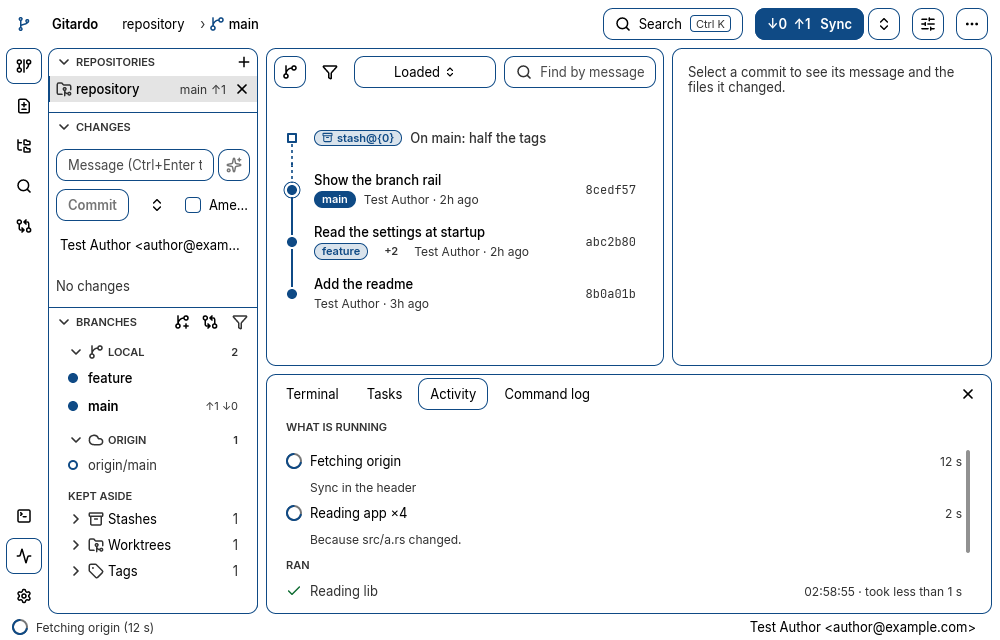 Gitardo repository › main Search Ctrl K ↓0 ↑1 Sync
REPOSITORIES
repository main ↑1
CHANGES
Message (Ctrl+Enter t
Commit Ame...
Test Author <author@exam...
No changes
BRANCHES
LOCAL 2
feature
main ↑1 ↓0
ORIGIN 1
origin/main
KEPT ASIDE
Stashes 1
Worktrees 1
Tags 1
Loaded Find by message
stash@{0} On main: half the tags
Show the branch rail
main Test Author · 2h ago 8cedf57
Read the settings at startup
feature +2 Test Author · 2h ago abc2b80
Add the readme
Test Author · 3h ago 8b0a01b
Select a commit to see its message and the
files it changed.
Terminal Tasks Activity Command log
WHAT IS RUNNING
Fetching origin 12 s
Sync in the header
Reading app ×4 2 s
Because src/a.rs changed.
RAN
Reading lib 02:58:55 · took less than 1 s
Fetching origin (12 s) Test Author <author@example.com>